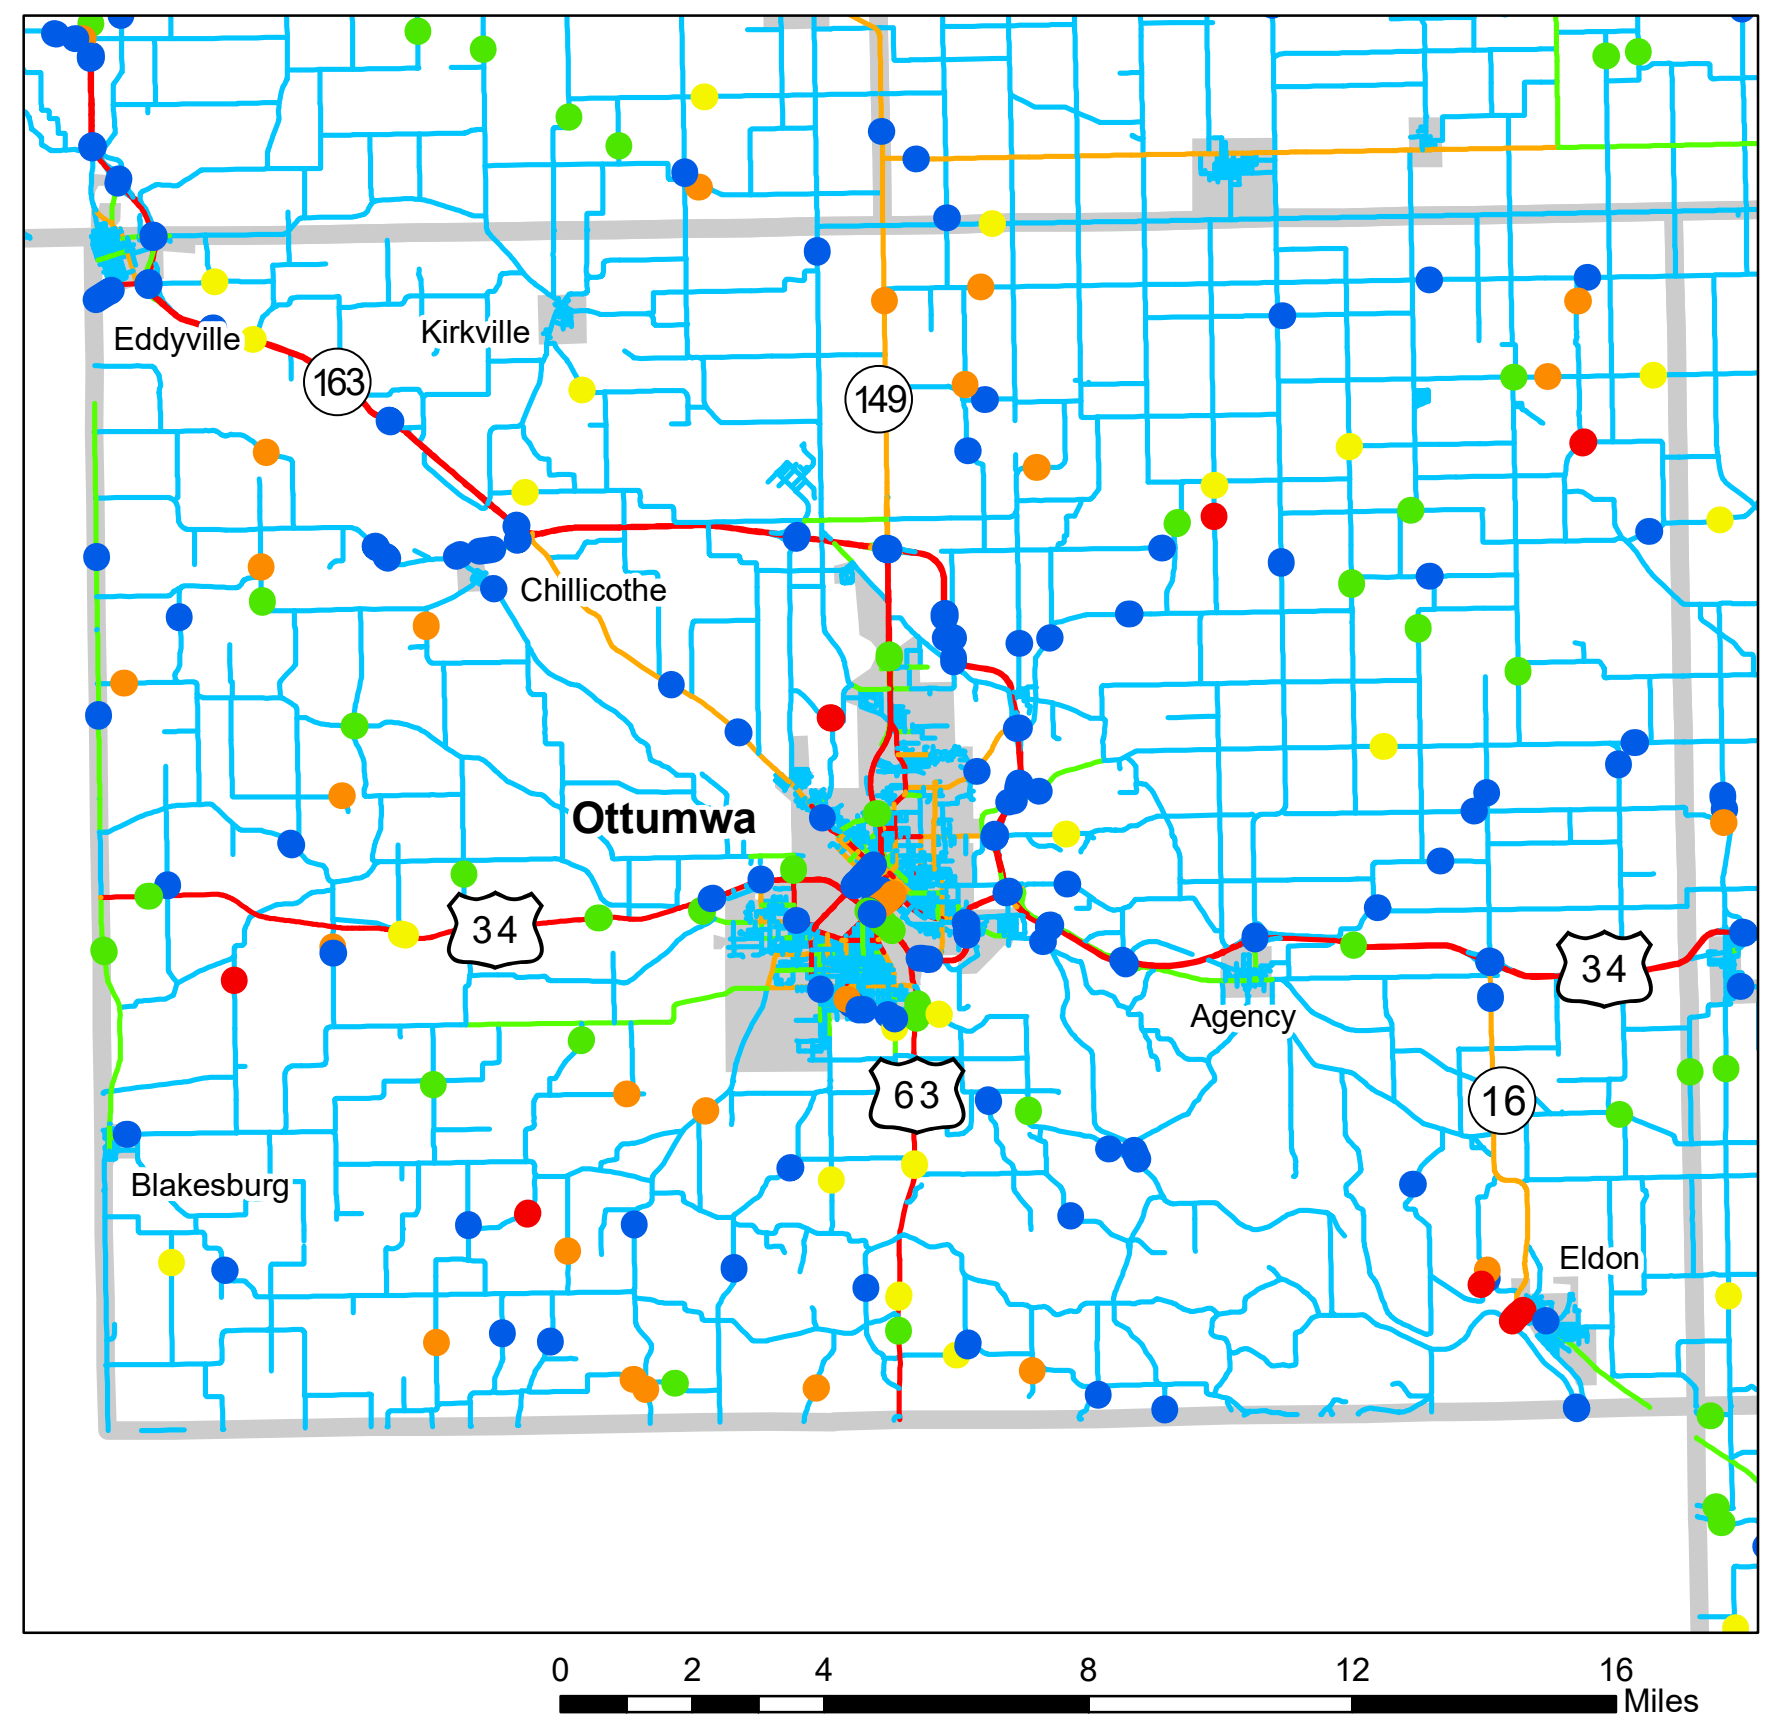 Eddyville
Kirkville
163
149
Chillicothe
Ottumwa
34
34
Agency
63
16
Blakesburg
Eldon
0 2 4 8 12 16
Miles